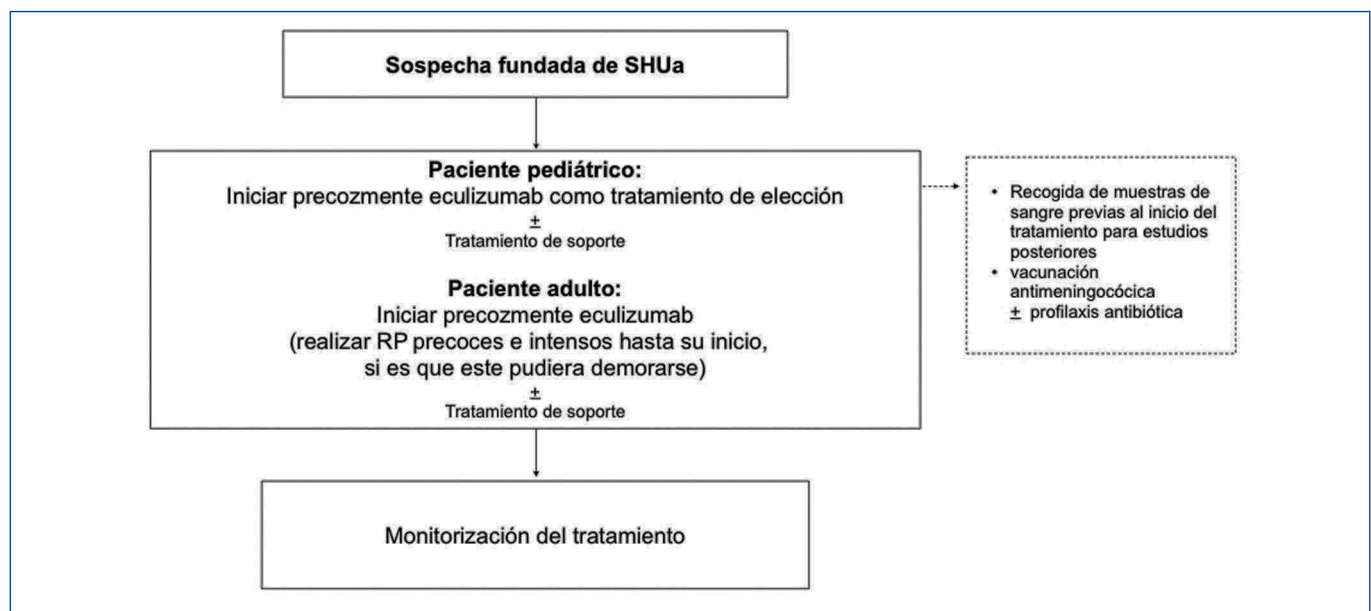 Sospecha fundada de SHUa
Paciente pediátrico:
Iniciar precozmente eculizumab como tratamiento de elección
±
Tratamiento de soporte
Paciente adulto:
Iniciar precozmente eculizumab
(realizar RP precoces e intensos hasta su inicio,
si es que este pudiera demorarse)
±
Tratamiento de soporte
• Recogida de muestras de
sangre previas al inicio del
tratamiento para estudios
posteriores
• vacunación
antimeningocócica
± profilaxis antibiótica
Monitorización del tratamiento